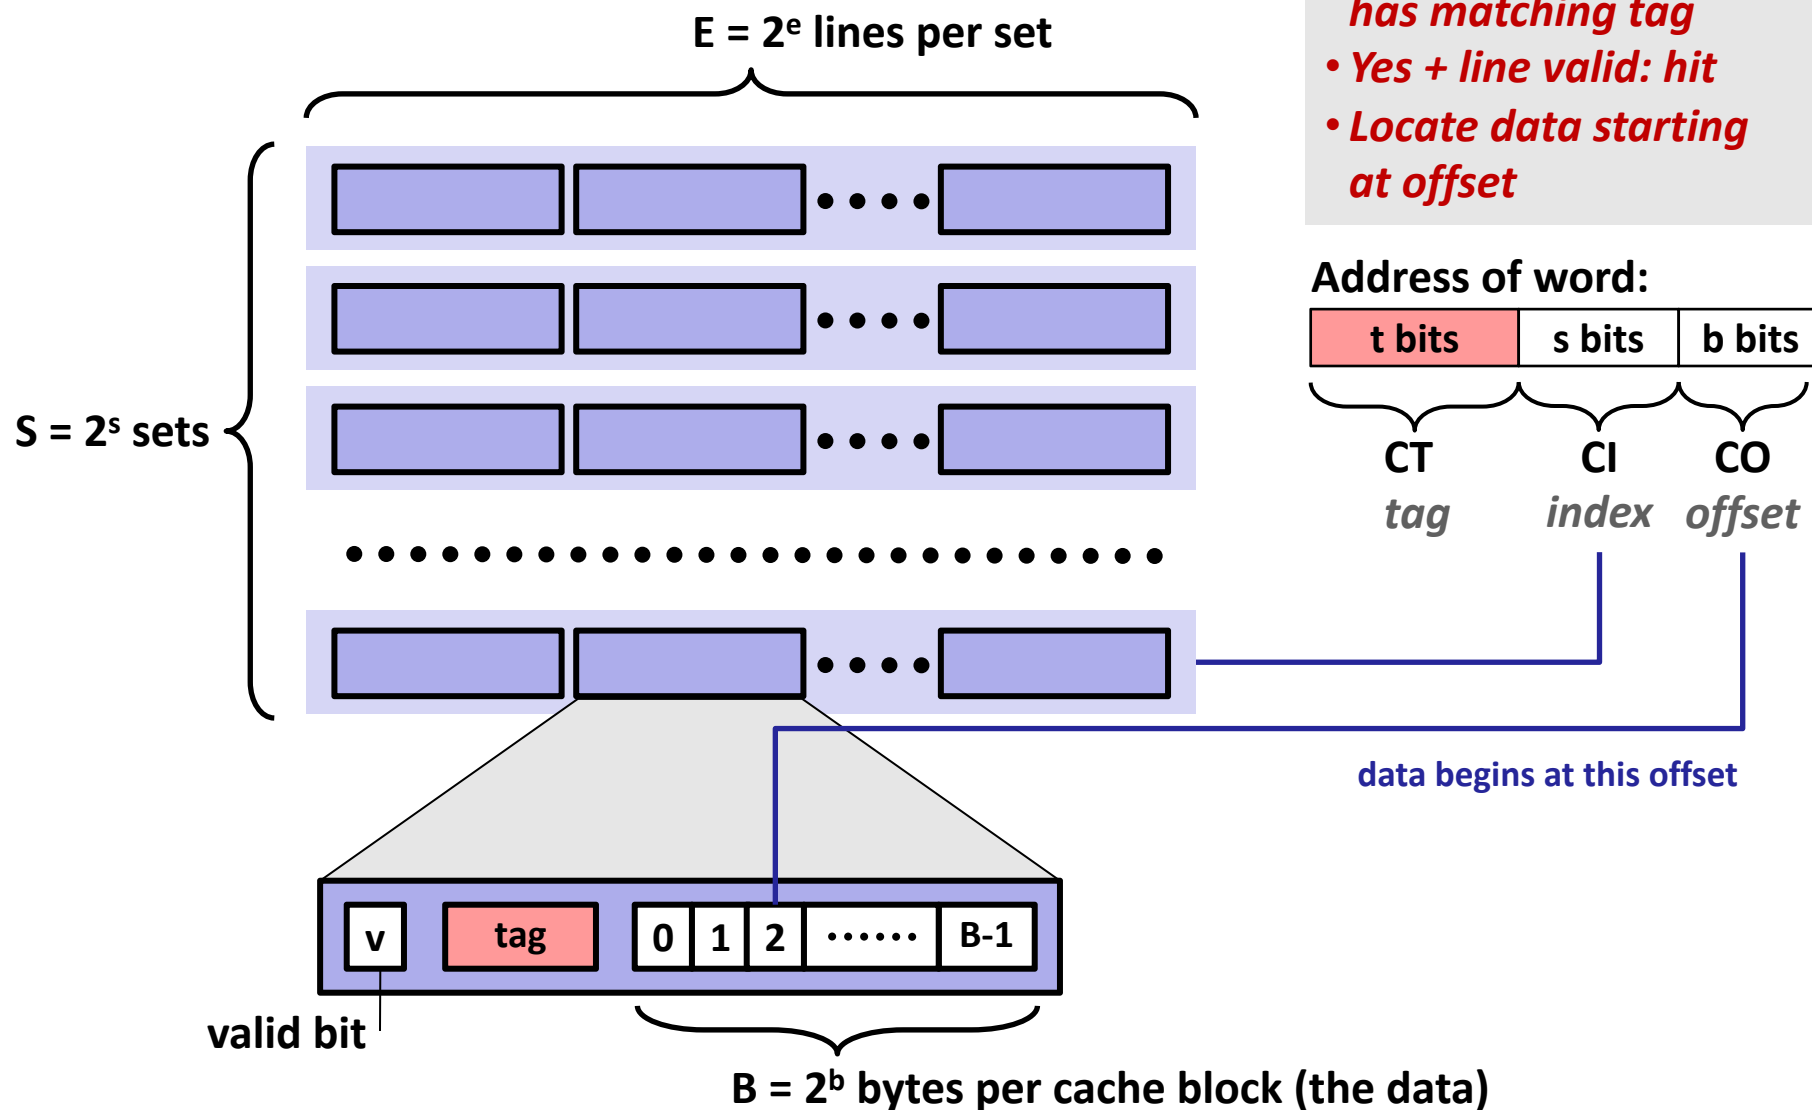 E = 2ᵉ lines per set
has matching tag
• Yes + line valid: hit
• Locate data starting
at offset
Address of word:
t bits s bits b bits
CT CI CO
tag index offset
S = 2ˢ sets
data begins at this offset
v tag 0 1 2 •••••• B-1
valid bit
B = 2ᵇ bytes per cache block (the data)